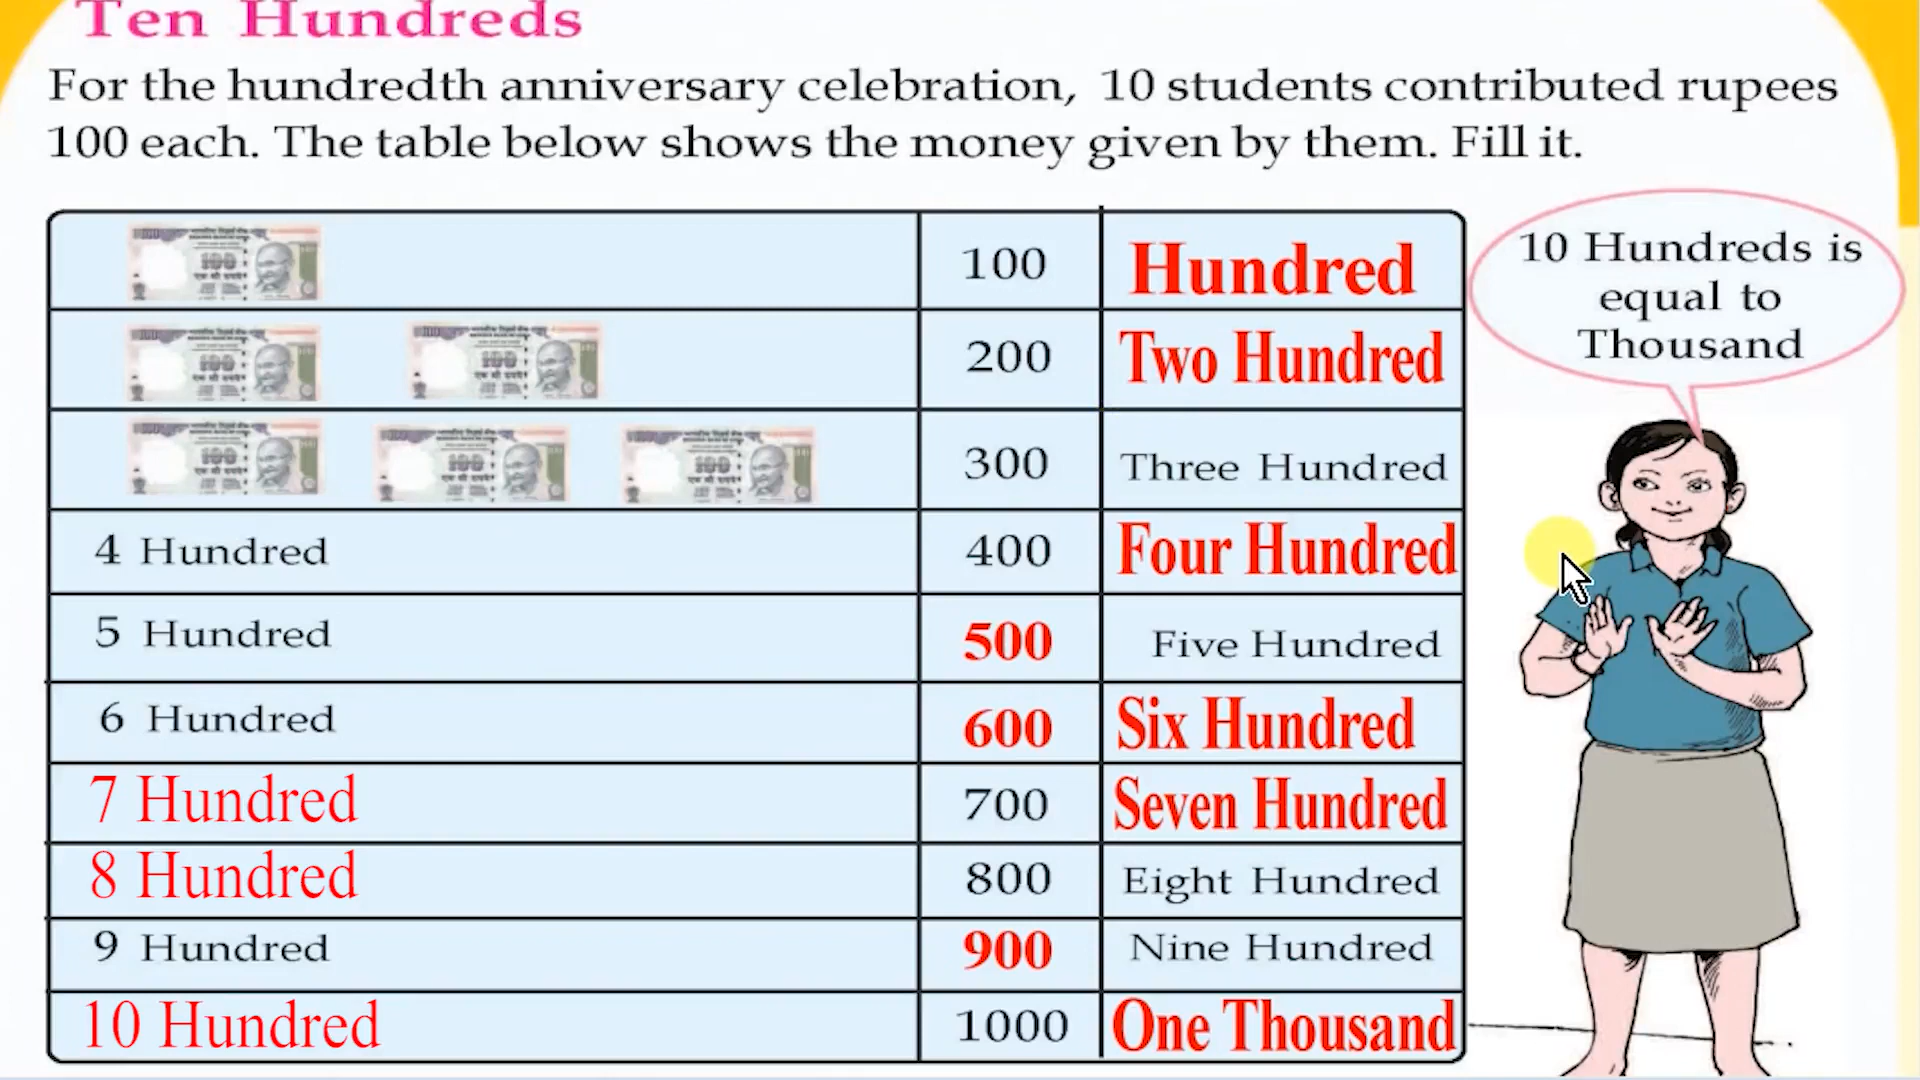 Ten Hundreds
For the hundredth anniversary celebration, 10 students contributed rupees
100 each. The table below shows the money given by them. Fill it.
100 Hundred
200 Two Hundred
300 Three Hundred
4 Hundred 400 Four Hundred
5 Hundred 500 Five Hundred
6 Hundred 600 Six Hundred
7 Hundred 700 Seven Hundred
8 Hundred 800 Eight Hundred
9 Hundred 900 Nine Hundred
10 Hundred 1000 One Thousand
10 Hundreds is
equal to
Thousand